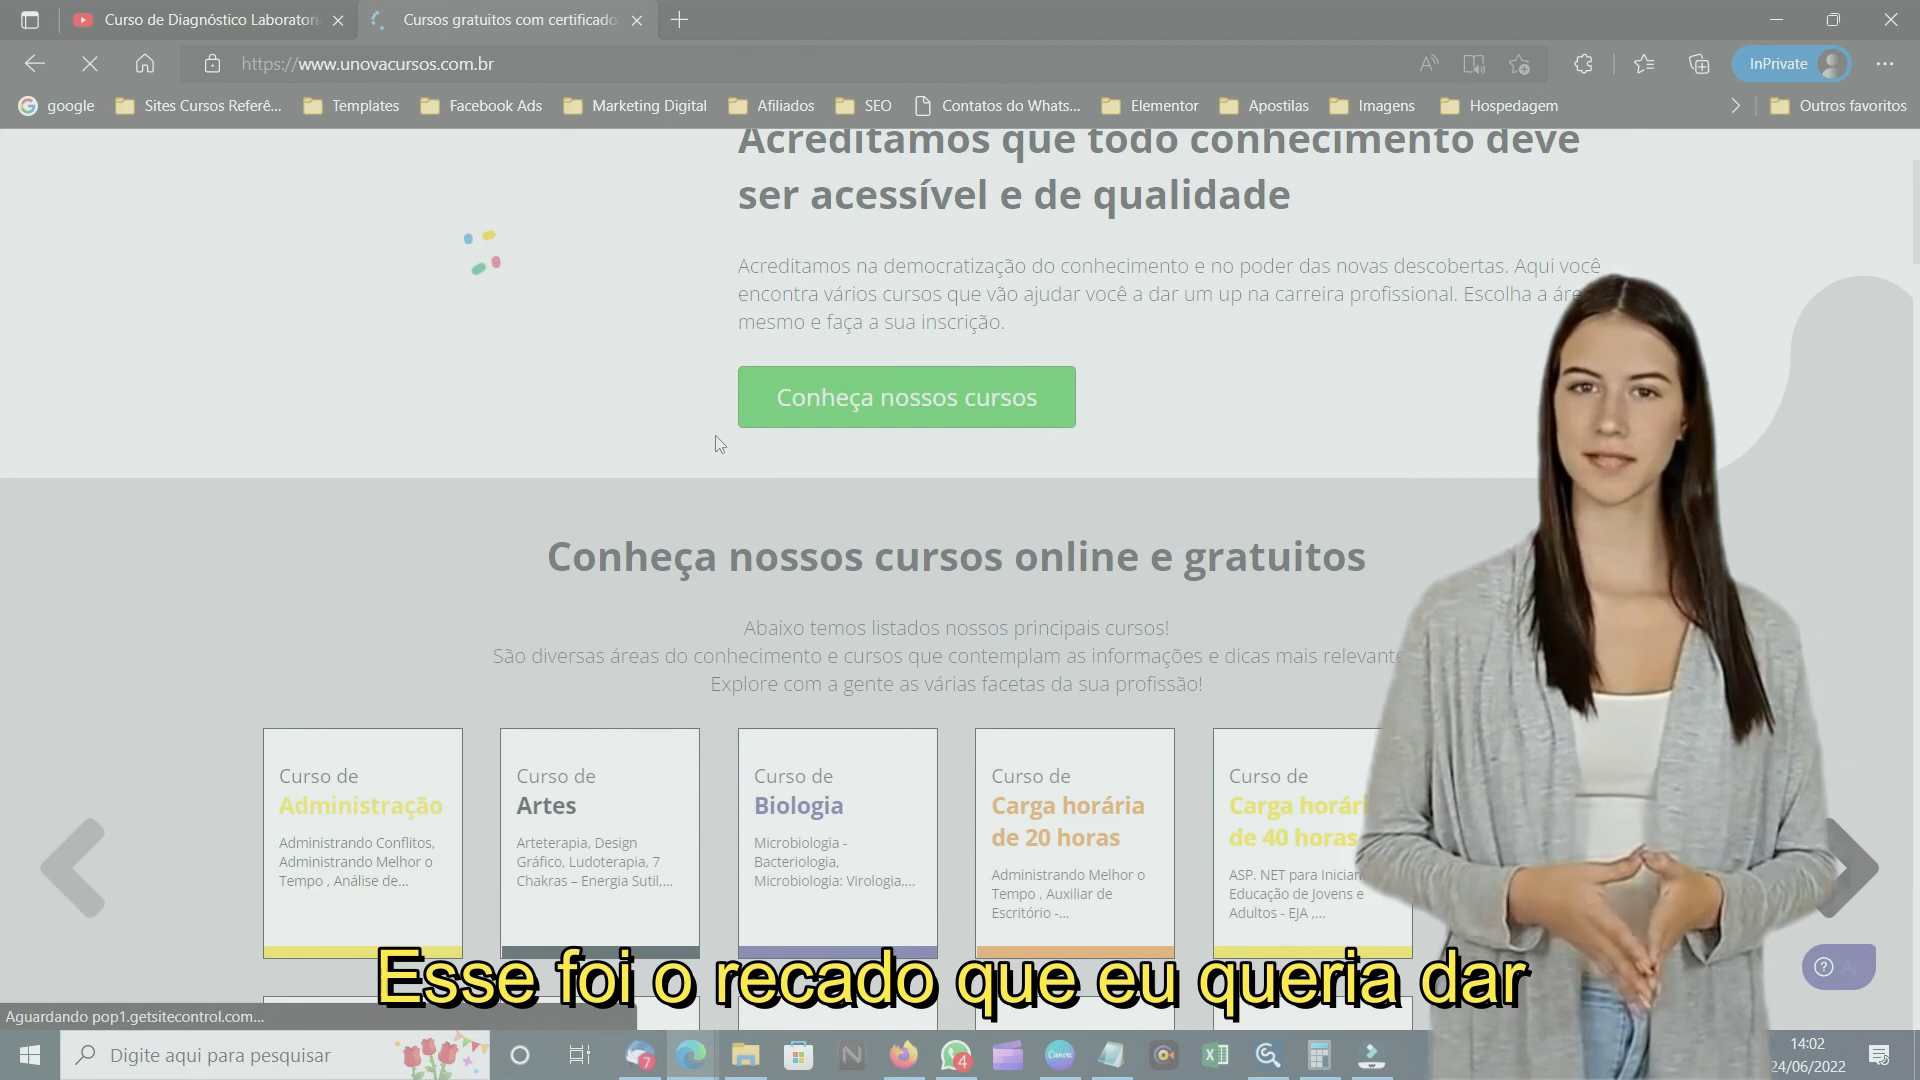 Curso de Diagnóstico Laboratori
Cursos gratuitos com certificado
https://www.unovacursos.com.br
InPrivate
google
Sites Cursos Referê...
Templates
Facebook Ads
Marketing Digital
Afiliados
SEO
Contatos do Whats...
Elementor
Apostilas
Imagens
Hospedagem
Outros favoritos
Acreditamos que todo conhecimento deve
ser acessível e de qualidade
Acreditamos na democratização do conhecimento e no poder das novas descobertas. Aqui você
encontra vários cursos que vão ajudar você a dar um up na carreira profissional. Escolha a áre
mesmo e faça a sua inscrição.
Conheça nossos cursos
Conheça nossos cursos online e gratuitos
Abaixo temos listados nossos principais cursos!
São diversas áreas do conhecimento e cursos que contemplam as informações e dicas mais relevante
Explore com a gente as várias facetas da sua profissão!
Curso de
Administração
Administrando Conflitos,
Administrando Melhor o
Tempo , Análise de...
Curso de
Artes
Arteterapia, Design
Gráfico, Ludoterapia, 7
Chakras – Energia Sutil,...
Curso de
Biologia
Microbiologia -
Bacteriologia,
Microbiologia: Virologia,...
Curso de
Carga horária
de 20 horas
Administrando Melhor o
Tempo , Auxiliar de
Escritório -...
Curso de
Carga horári
de 40 horas
ASP. NET para Inician
Educação de Jovens e
Adultos - EJA ,...
Esse foi o recado que eu queria dar
Aguardando pop1.getsitecontrol.com...
Digite aqui para pesquisar
7
4
Canva
14:02
24/06/2022